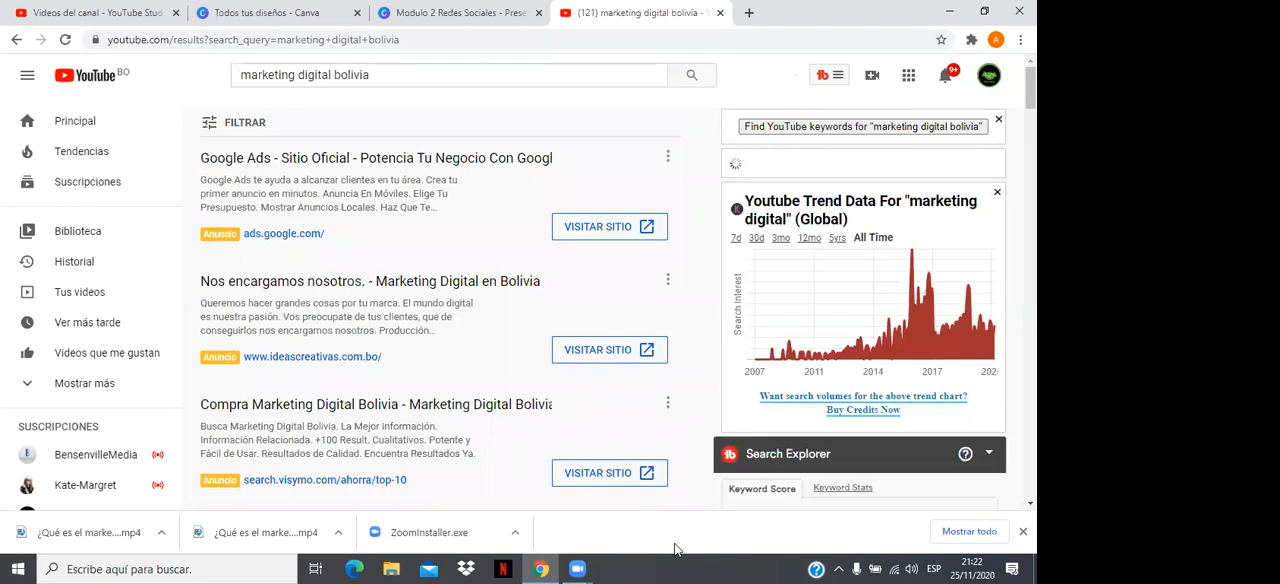 Videos del canal - YouTube Stud
Todos tus diseños - Canva
Modulo 2 Redes Sociales - Prese
(121) marketing digital bolivia - Y
youtube.com/results?search_query=marketing+digital+bolivia
A
YouTube BO
marketing digital bolivia
tb
9+
Principal
Tendencias
Suscripciones
Biblioteca
Historial
Tus videos
Ver más tarde
Videos que me gustan
Mostrar más
SUSCRIPCIONES
BensenvilleMedia
Kate-Margret
FILTRAR
Google Ads - Sitio Oficial - Potencia Tu Negocio Con Googl
Google Ads te ayuda a alcanzar clientes en tu área. Crea tu
primer anuncio en minutos. Anuncia En Móviles. Elige Tu
Presupuesto. Mostrar Anuncios Locales. Haz Que Te...
Anuncio ads.google.com/
VISITAR SITIO
Nos encargamos nosotros. - Marketing Digital en Bolivia
Queremos hacer grandes cosas por tu marca. El mundo digital
es nuestra pasión. Vos preocupate de tus clientes, que de
conseguirlos nos encargamos nosotros. Producción...
Anuncio www.ideascreativas.com.bo/
VISITAR SITIO
Compra Marketing Digital Bolivia - Marketing Digital Bolivia
Busca Marketing Digital Bolivia. La Mejor información.
Información Relacionada. +100 Result. Cualitativos. Potente y
Fácil de Usar. Resultados de Calidad. Encuentra Resultados Ya.
Anuncio search.visymo.com/ahorra/top-10
VISITAR SITIO
Find YouTube keywords for "marketing digital bolivia"
Youtube Trend Data For "marketing
digital" (Global)
7d 30d 3mo 12mo 5yrs All Time
Search Interest
2007 2011 2014 2017 202
Want search volumes for the above trend chart?
Buy Credits Now
tb Search Explorer
Keyword Score Keyword Stats
¿Qué es el marke....mp4
¿Qué es el marke....mp4
ZoomInstaller.exe
Mostrar todo
Escribe aquí para buscar.
N
ESP
21:22
25/11/2020